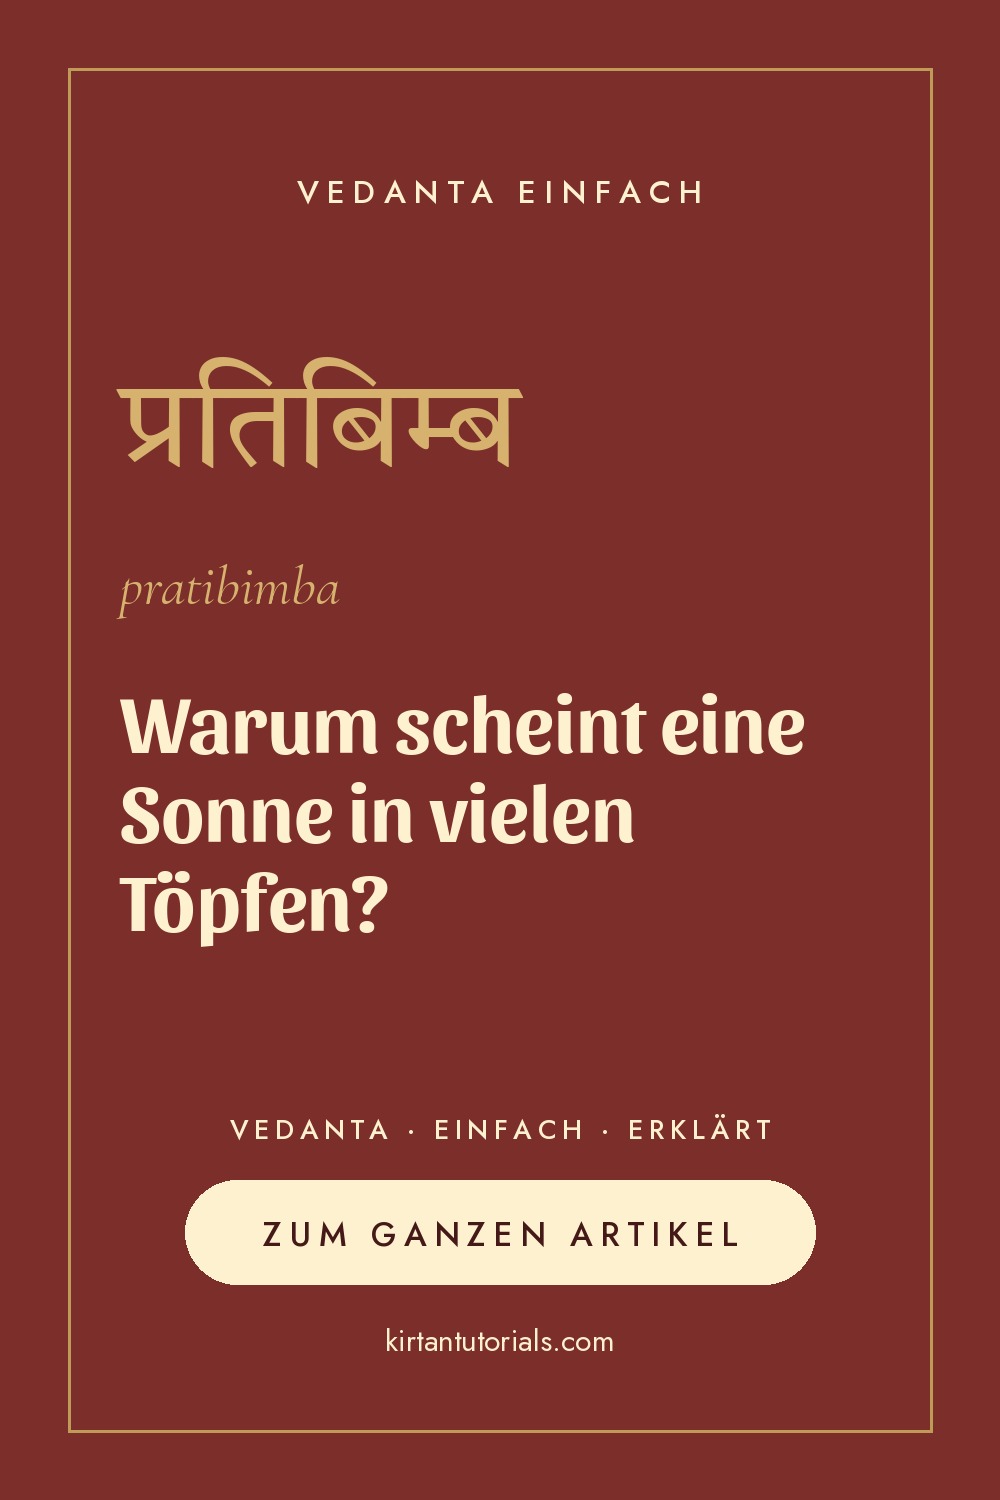 VEDANTA EINFACH
प्रतिबिम्ब
pratibimba
Warum scheint eine
Sonne in vielen
Töpfen?
VEDANTA · EINFACH · ERKLÄRT
ZUM GANZEN ARTIKEL
kirtantutorials.com